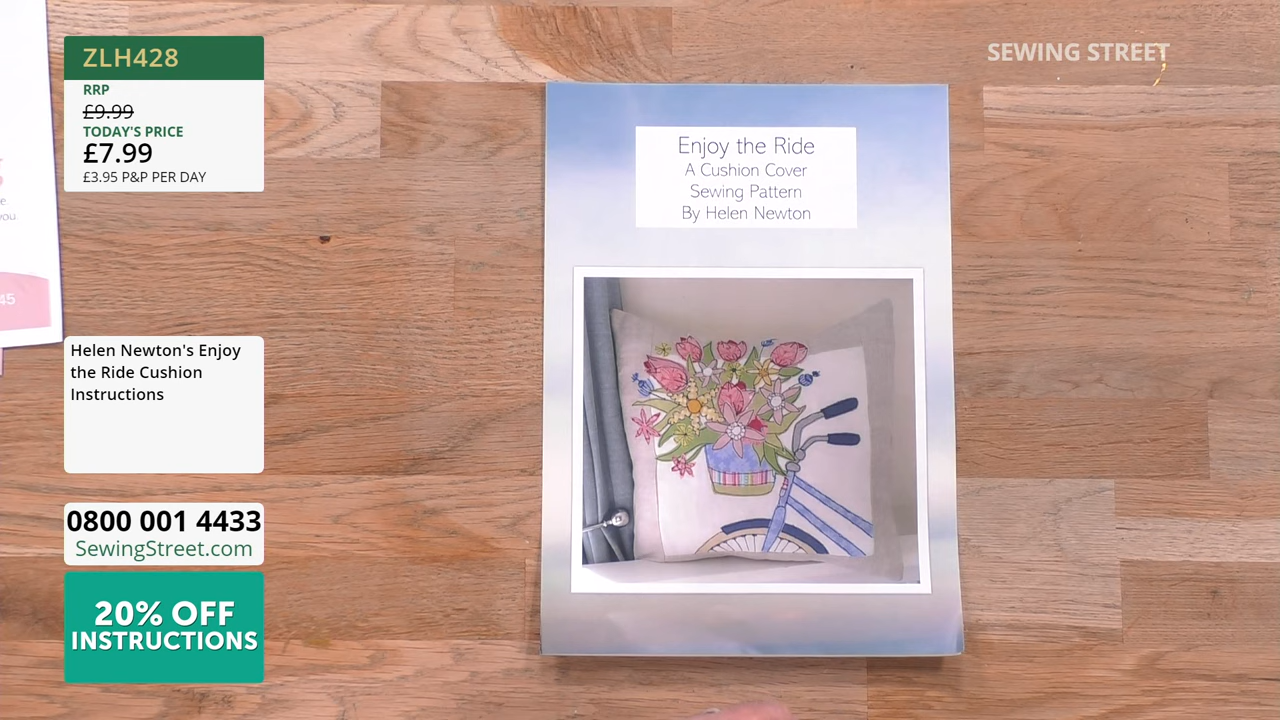 ZLH428
RRP
£9.99
TODAY'S PRICE
£7.99
£3.95 P&P PER DAY
Helen Newton's Enjoy
the Ride Cushion
Instructions
0800 001 4433
SewingStreet.com
20% OFF
INSTRUCTIONS
SEWING STREET
Enjoy the Ride
A Cushion Cover
Sewing Pattern
By Helen Newton
you
45